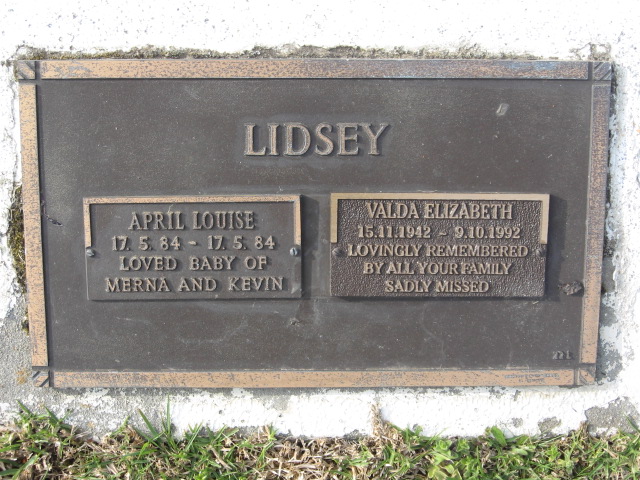 LIDSEY
APRIL LOUISE
17. 5. 84 - 17. 5. 84
LOVED BABY OF
MERNA AND KEVIN
VALDA ELIZABETH
15.11.1942 - 9.10.1992
LOVINGLY REMEMBERED
BY ALL YOUR FAMILY
SADLY MISSED